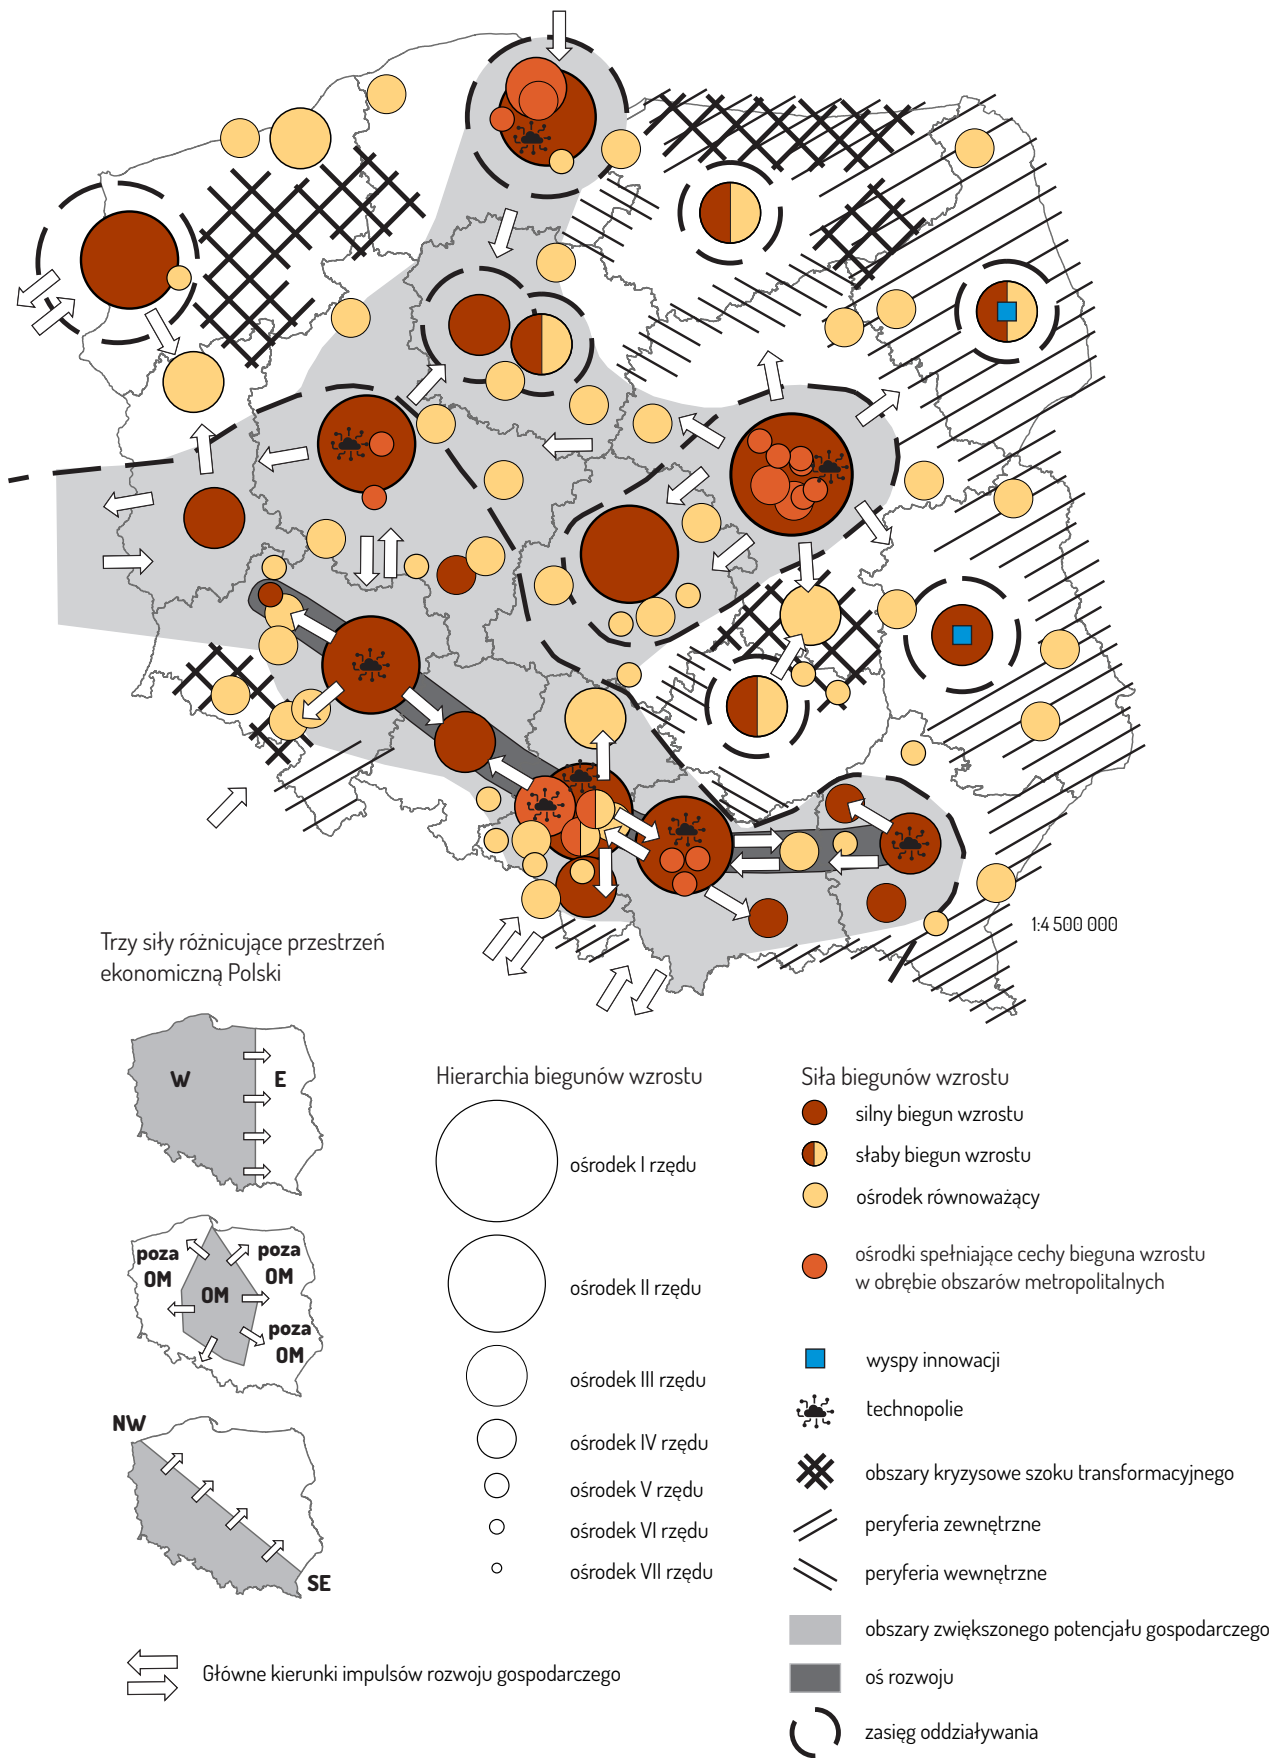 1:4 500 000
Trzy siły różnicujące przestrzeń
ekonomiczną Polski
W
E
poza
OM
poza
OM
OM
poza
OM
NW
SE
Główne kierunki impulsów rozwoju gospodarczego
Hierarchia biegunów wzrostu
ośrodek I rzędu
ośrodek II rzędu
ośrodek III rzędu
ośrodek IV rzędu
ośrodek V rzędu
ośrodek VI rzędu
ośrodek VII rzędu
Siła biegunów wzrostu
silny biegun wzrostu
słaby biegun wzrostu
ośrodek równoważący
ośrodki spełniające cechy bieguna wzrostu
w obrębie obszarów metropolitalnych
wyspy innowacji
technopolie
obszary kryzysowe szoku transformacyjnego
peryferia zewnętrzne
peryferia wewnętrzne
obszary zwiększonego potencjału gospodarczego
oś rozwoju
zasięg oddziaływania